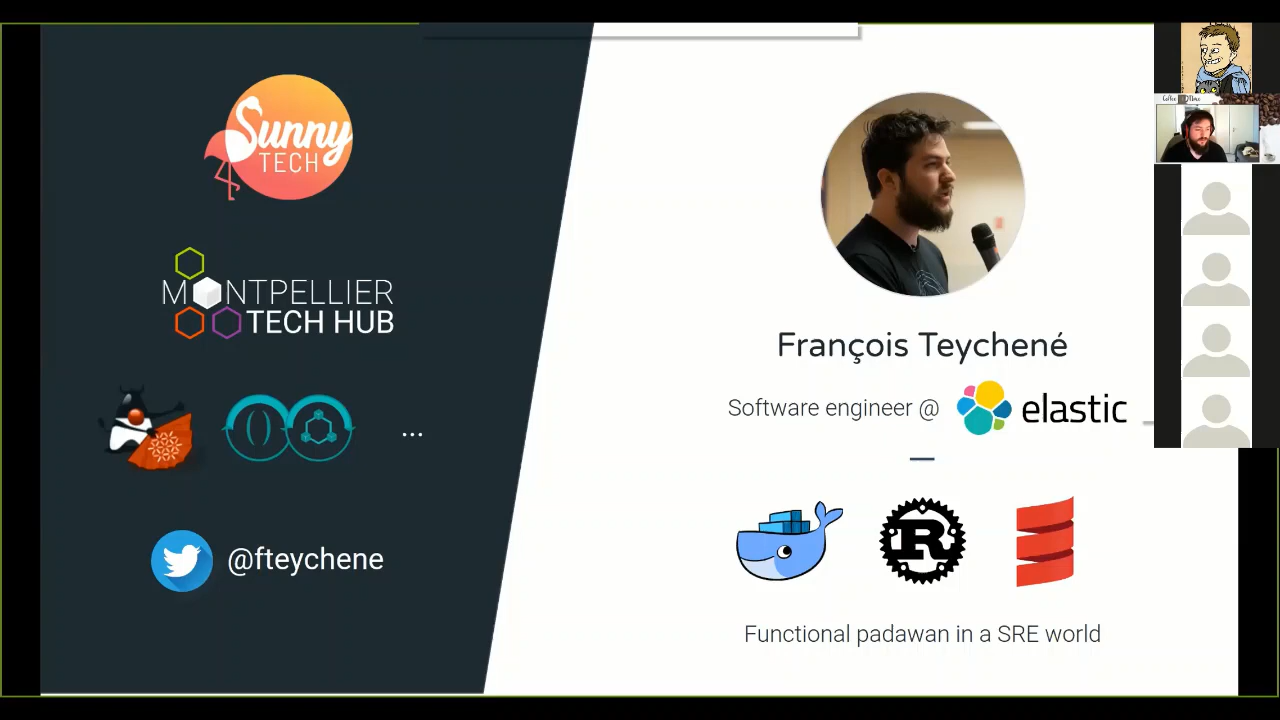 Sunny
TECH
MONTPELLIER
TECH HUB
...
@fteychene
François Teychené
Software engineer @ elastic
R
Functional padawan in a SRE world